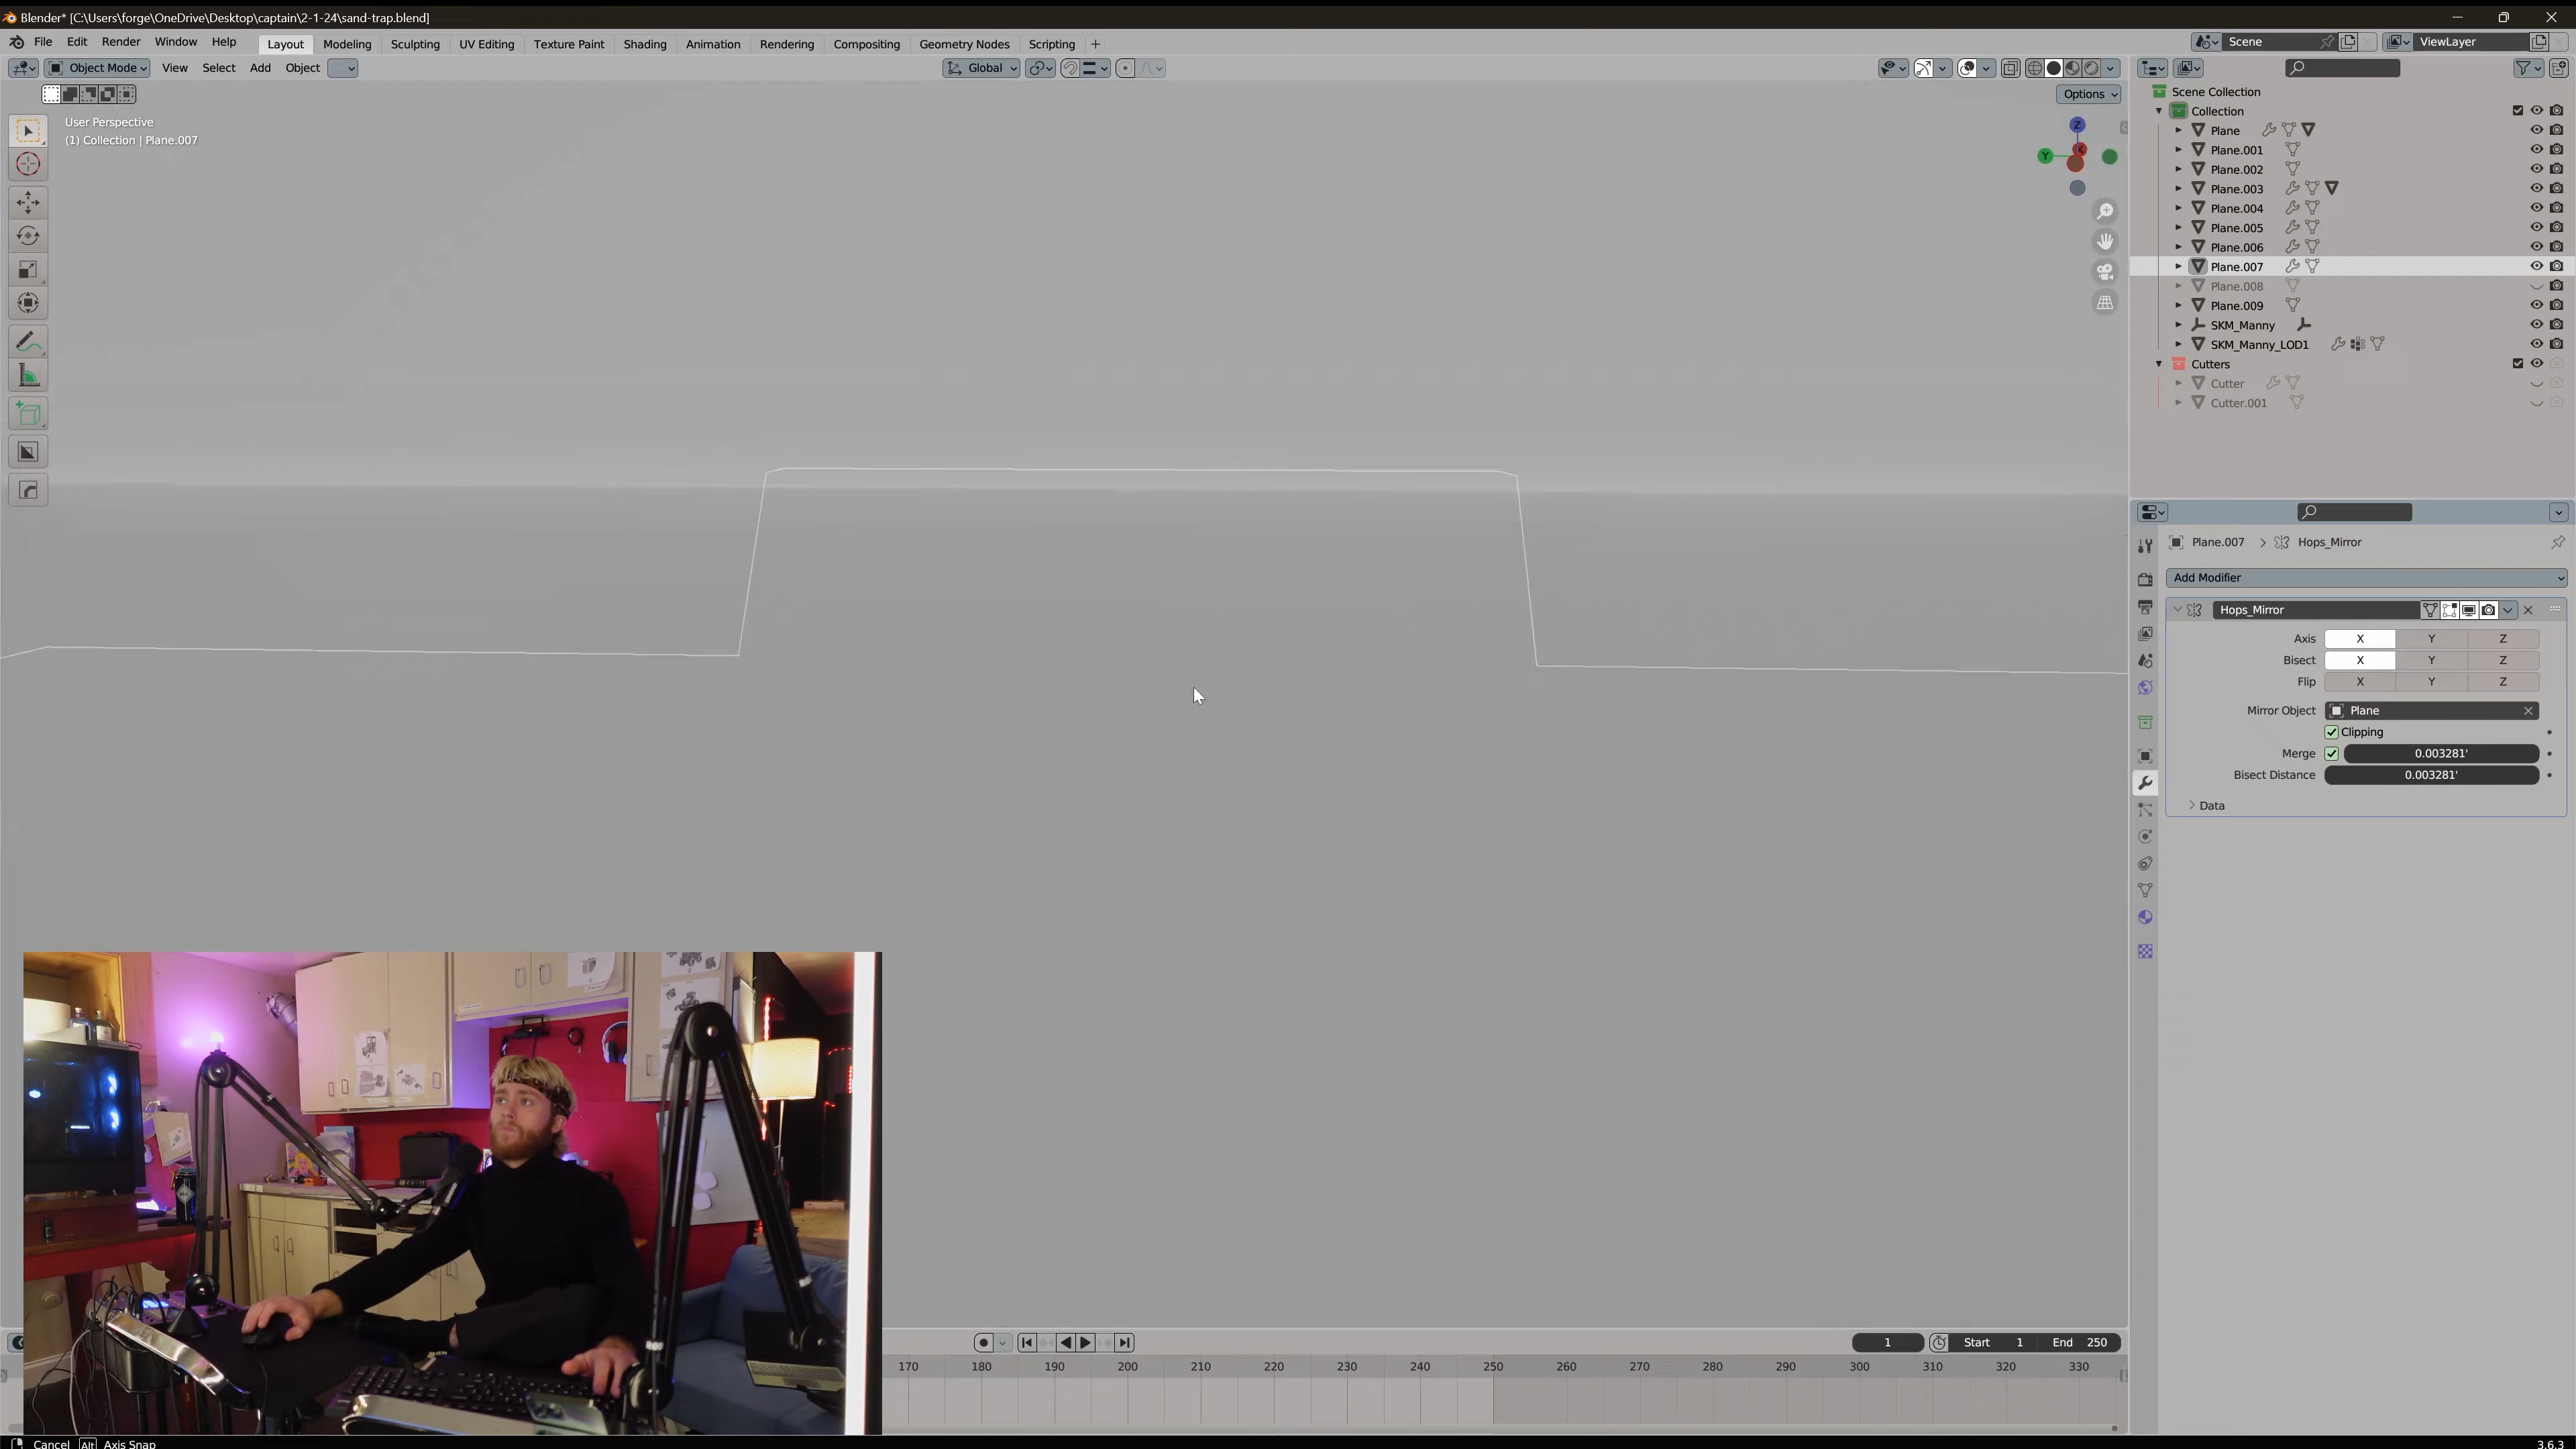 Blender* [C:\Users\forge\OneDrive\Desktop\captain\2-1-24\sand-trap.blend]
File Edit Render Window Help Layout Modeling Sculpting UV Editing Texture Paint Shading Animation Rendering Compositing Geometry Nodes Scripting + Scene ViewLayer
Object Mode View Select Add Object Global
Options
User Perspective
(1) Collection | Plane.007
Z
Y
X
Scene Collection
Collection
Plane
Plane.001
Plane.002
Plane.003
Plane.004
Plane.005
Plane.006
Plane.007
Plane.008
Plane.009
SKM_Manny
SKM_Manny_LOD1
Cutters
Cutter
Cutter.001
Plane.007 > Hops_Mirror
Add Modifier
Hops_Mirror
Axis X Y Z
Bisect X Y Z
Flip X Y Z
Mirror Object Plane
Clipping
Merge 0.003281'
Bisect Distance 0.003281'
Data
1 Start 1 End 250
170 180 190 200 210 220 230 240 250 260 270 280 290 300 310 320 330
Cancel Alt Axis Snap
3.6.3